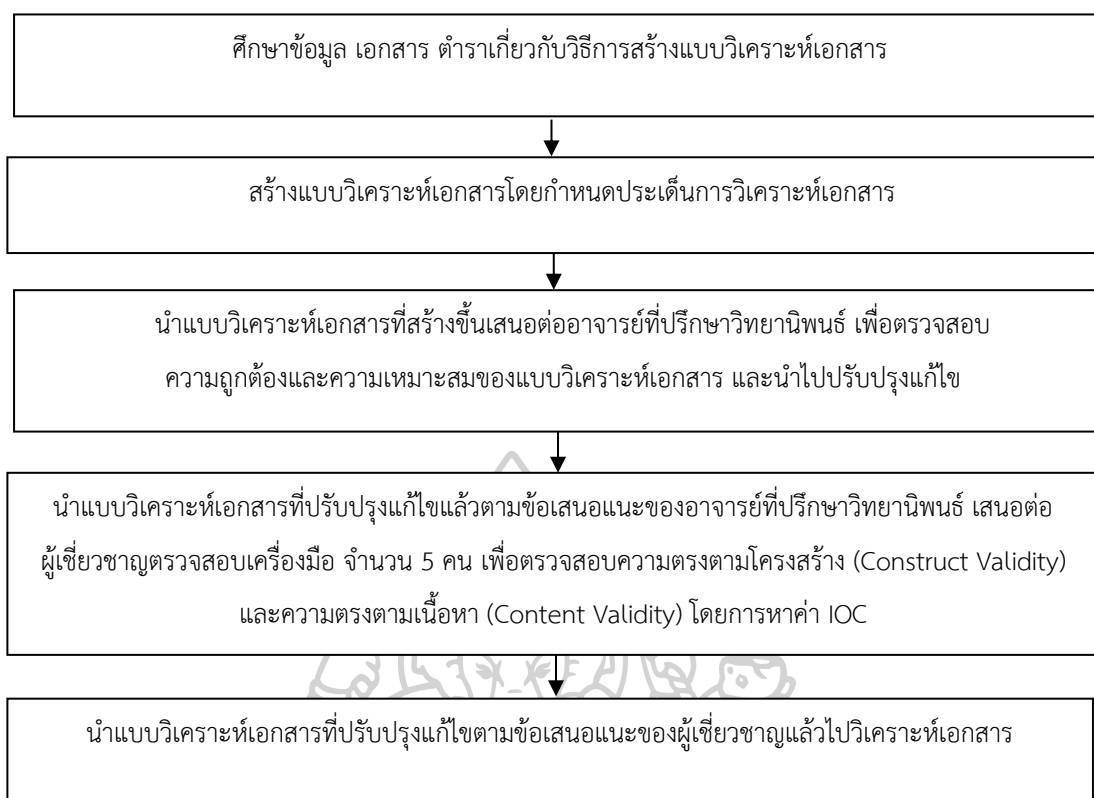 ศึกษาข้อมูล เอกสาร ตำราเกี่ยวกับวิธีการสร้างแบบวิเคราะห์เอกสาร
สร้างแบบวิเคราะห์เอกสารโดยกำหนดประเด็นการวิเคราะห์เอกสาร
นำแบบวิเคราะห์เอกสารที่สร้างขึ้นเสนอต่ออาจารย์ที่ปรึกษาวิทยานิพนธ์ เพื่อตรวจสอบ
ความถูกต้องและความเหมาะสมของแบบวิเคราะห์เอกสาร และนำไปปรับปรุงแก้ไข
นำแบบวิเคราะห์เอกสารที่ปรับปรุงแก้ไขแล้วตามข้อเสนอแนะของอาจารย์ที่ปรึกษาวิทยานิพนธ์ เสนอต่อ
ผู้เชี่ยวชาญตรวจสอบเครื่องมือ จำนวน 5 คน เพื่อตรวจสอบความตรงตามโครงสร้าง (Construct Validity)
และความตรงตามเนื้อหา (Content Validity) โดยการหาค่า IOC
นำแบบวิเคราะห์เอกสารที่ปรับปรุงแก้ไขตามข้อเสนอแนะของผู้เชี่ยวชาญแล้วไปวิเคราะห์เอกสาร